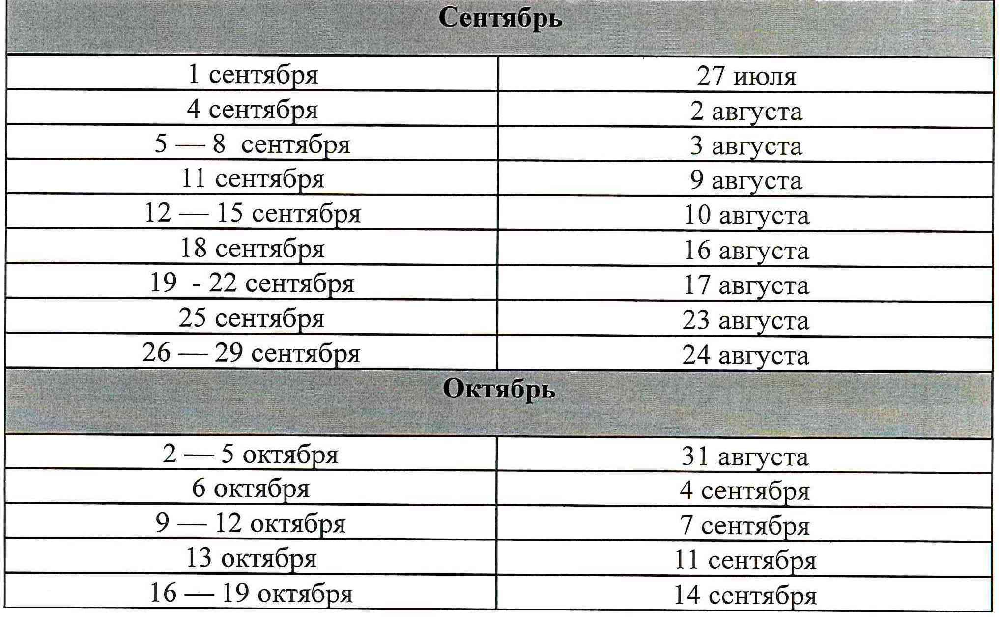 Сентябрь
1 сентября 27 июля
4 сентября 2 августа
5 — 8 сентября 3 августа
11 сентября 9 августа
12 — 15 сентября 10 августа
18 сентября 16 августа
19 - 22 сентября 17 августа
25 сентября 23 августа
26 — 29 сентября 24 августа
Октябрь
2 — 5 октября 31 августа
6 октября 4 сентября
9 — 12 октября 7 сентября
13 октября 11 сентября
16 — 19 октября 14 сентября